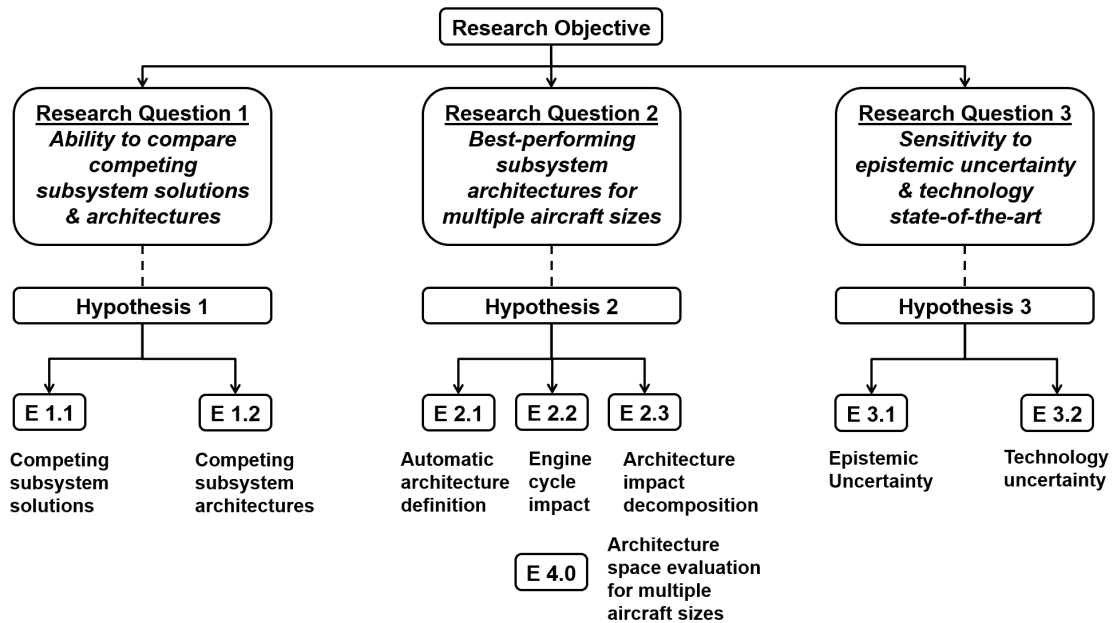 Research Objective
Research Question 1
Ability to compare
competing
subsystem solutions
& architectures
Research Question 2
Best-performing
subsystem
architectures for
multiple aircraft sizes
Research Question 3
Sensitivity to
epistemic uncertainty
& technology
state-of-the-art
Hypothesis 1
Hypothesis 2
Hypothesis 3
E 1.1
Competing
subsystem
solutions
E 1.2
Competing
subsystem
architectures
E 2.1
Automatic
architecture
definition
E 2.2
Engine
cycle
impact
E 2.3
Architecture
impact
decomposition
E 3.1
Epistemic
Uncertainty
E 3.2
Technology
uncertainty
E 4.0
Architecture
space evaluation
for multiple
aircraft sizes